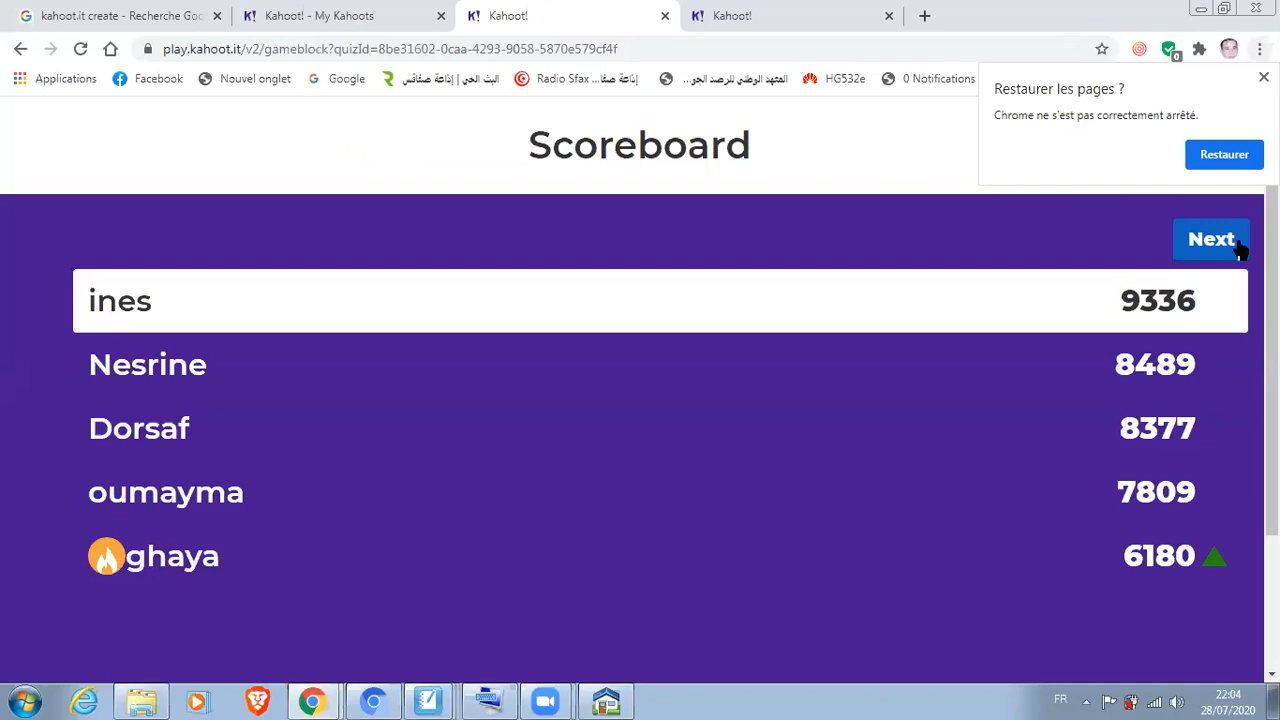 kahoot.it create - Recherche Goo
Kahoot! - My Kahoots
Kahoot!
Kahoot!
play.kahoot.it/v2/gameblock?quizId=8be31602-0caa-4293-9058-5870e579cf4f
Applications
Facebook
Nouvel onglet
Google
البث الحي | إذاعة صفاقس
Radio Sfax إذاعة صفا...
المعهد الوطني للرصد الجو...
HG532e
0 Notifications
Restaurer les pages ?
Chrome ne s'est pas correctement arrêté.
Restaurer
Scoreboard
Next
ines 9336
Nesrine 8489
Dorsaf 8377
oumayma 7809
ghaya 6180
FR
22:04
28/07/2020